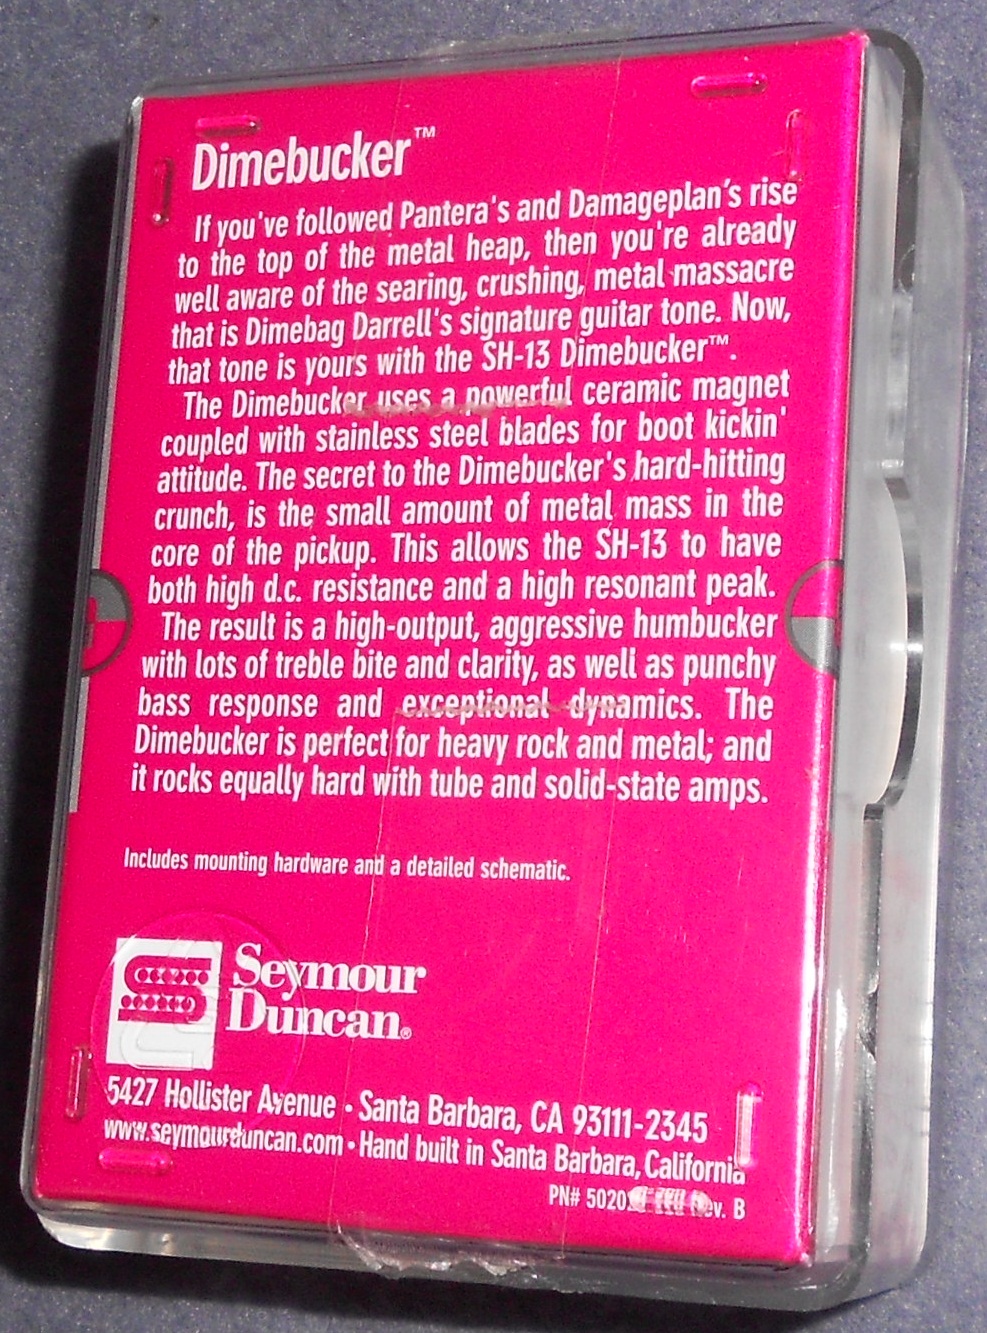 Dimebucker™
If you've followed Pantera's and Damageplan's rise
to the top of the metal heap, then you're already
well aware of the searing, crushing, metal massacre
that is Dimebag Darrell's signature guitar tone. Now,
that tone is yours with the SH-13 Dimebucker™.
The Dimebucker uses a powerful ceramic magnet
coupled with stainless steel blades for boot kickin'
attitude. The secret to the Dimebucker's hard-hitting
crunch, is the small amount of metal mass in the
core of the pickup. This allows the SH-13 to have
both high d.c. resistance and a high resonant peak.
The result is a high-output, aggressive humbucker
with lots of treble bite and clarity, as well as punchy
bass response and exceptional dynamics. The
Dimebucker is perfect for heavy rock and metal; and
it rocks equally hard with tube and solid-state amps.
Includes mounting hardware and a detailed schematic.
Seymour
Duncan®
5427 Hollister Avenue • Santa Barbara, CA 93111-2345
www.seymourduncan.com • Hand built in Santa Barbara, California
PN# Rev. B